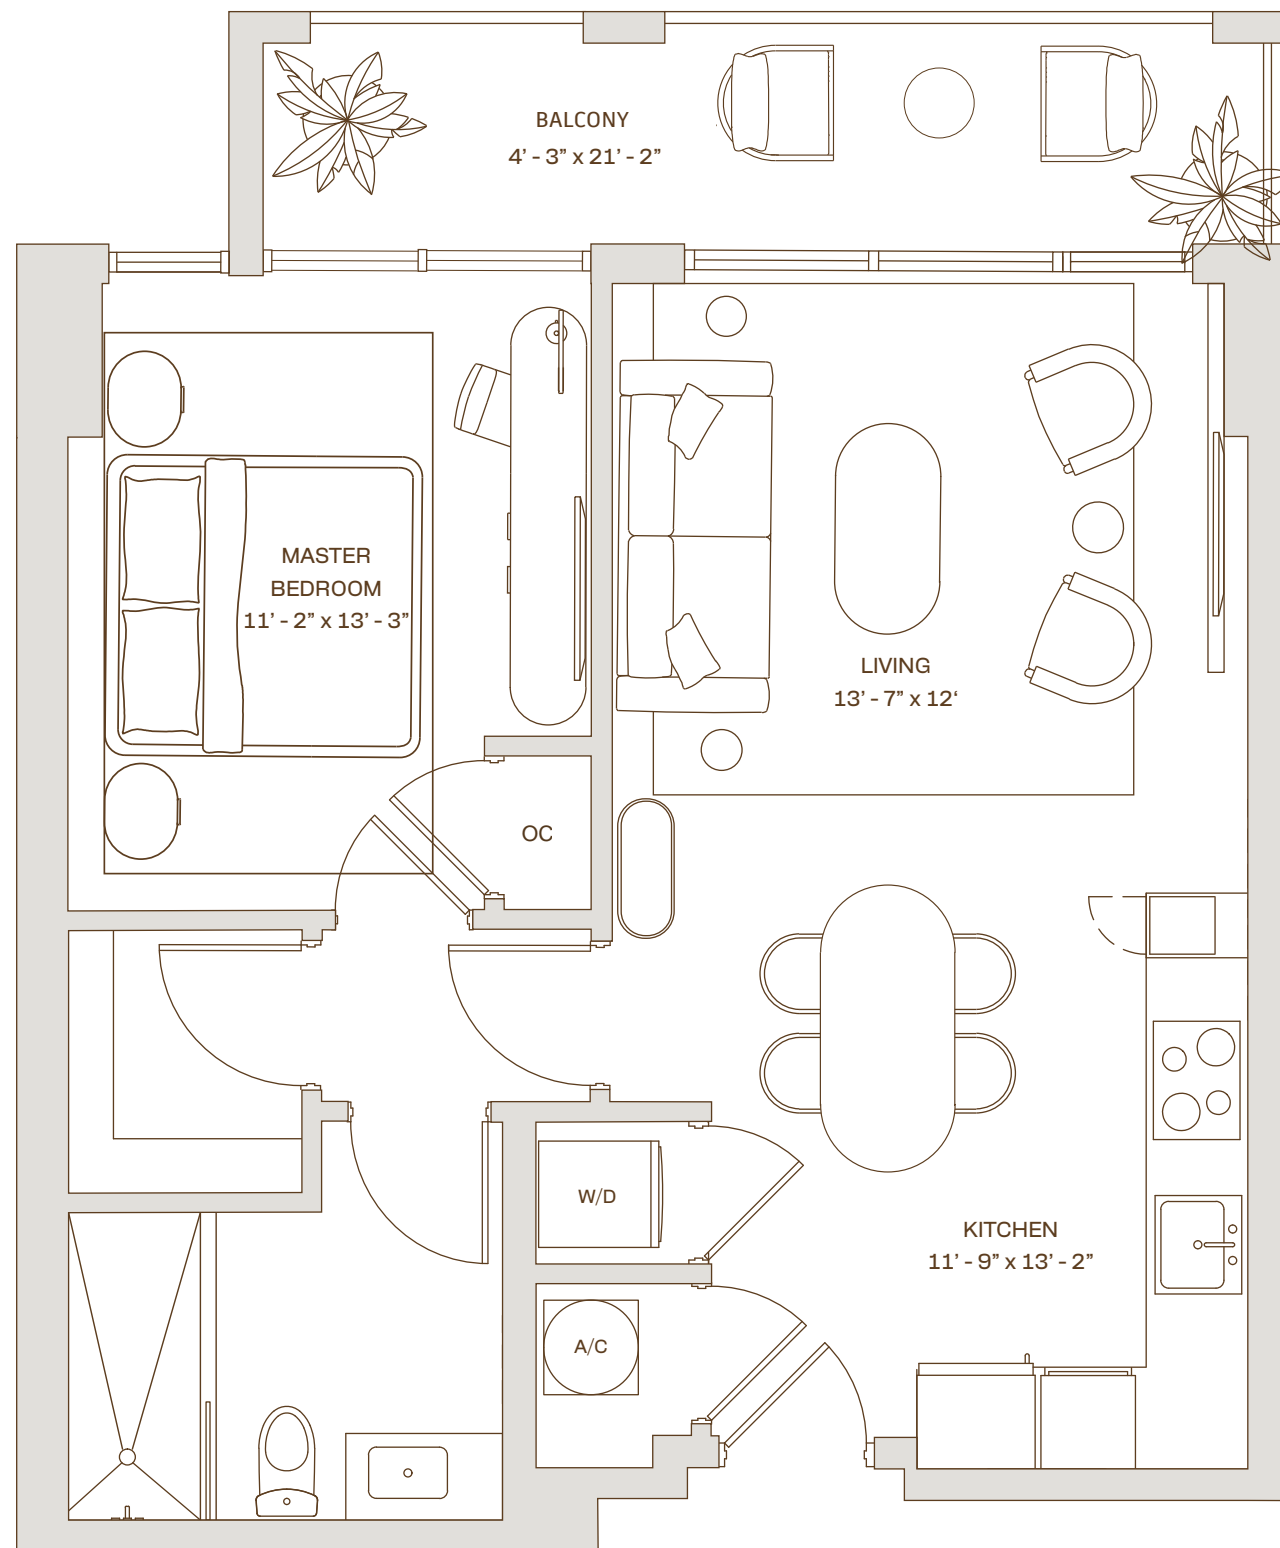 BALCONY
4’ - 3” x 21’ - 2”
MASTER
BEDROOM
11’ - 2” x 13’ - 3”
LIVING
13’ - 7” x 12‘
OC
W/D
KITCHEN
11’ - 9” x 13’ - 2”
A/C